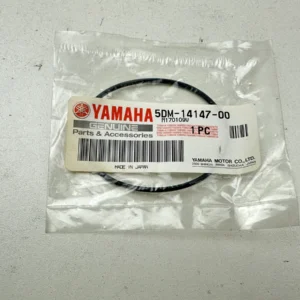 YAMAHA
GENUINE
Parts & Accessories
5DM-14147-00
1 PC
MADE IN JAPAN
YAMAHA MOTOR CO., LTD.